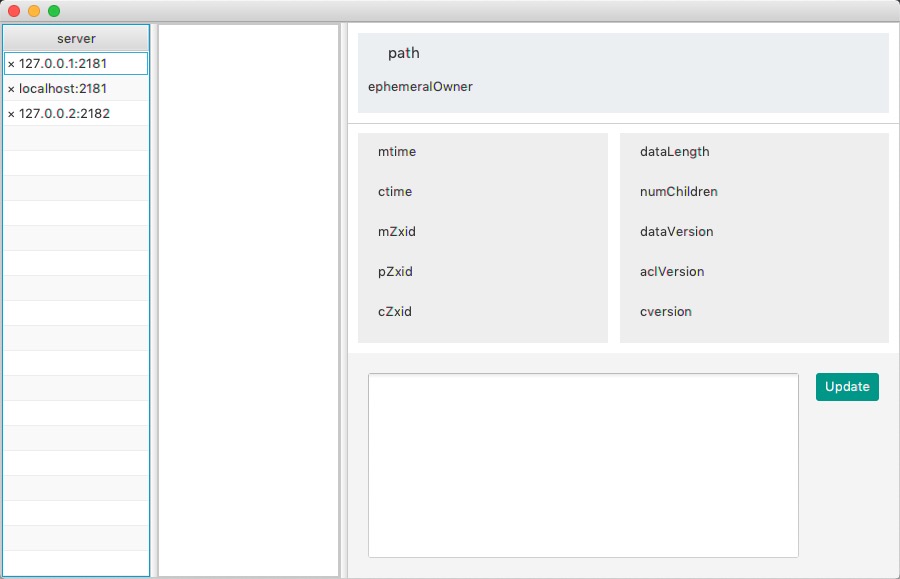 server
× 127.0.0.1:2181
× localhost:2181
× 127.0.0.2:2182
path
ephemeralOwner
mtime
ctime
mZxid
pZxid
cZxid
dataLength
numChildren
dataVersion
aclVersion
cversion
Update